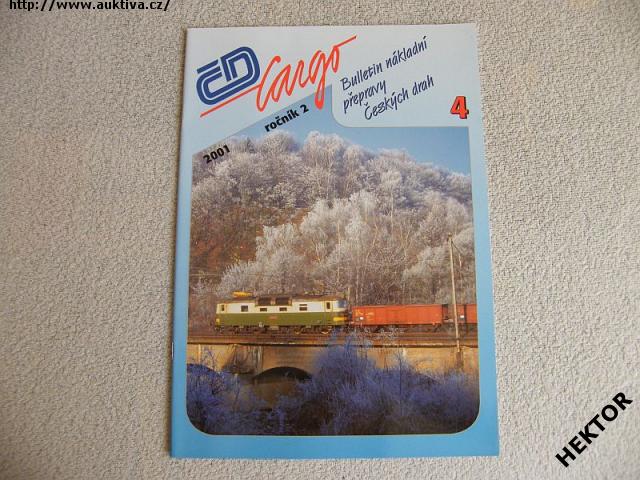 http://www.auktiva.cz/
ČD Cargo
Bulletin nákladní
přepravy
Českých drah
4
ročník 2
2001
HEKTOR